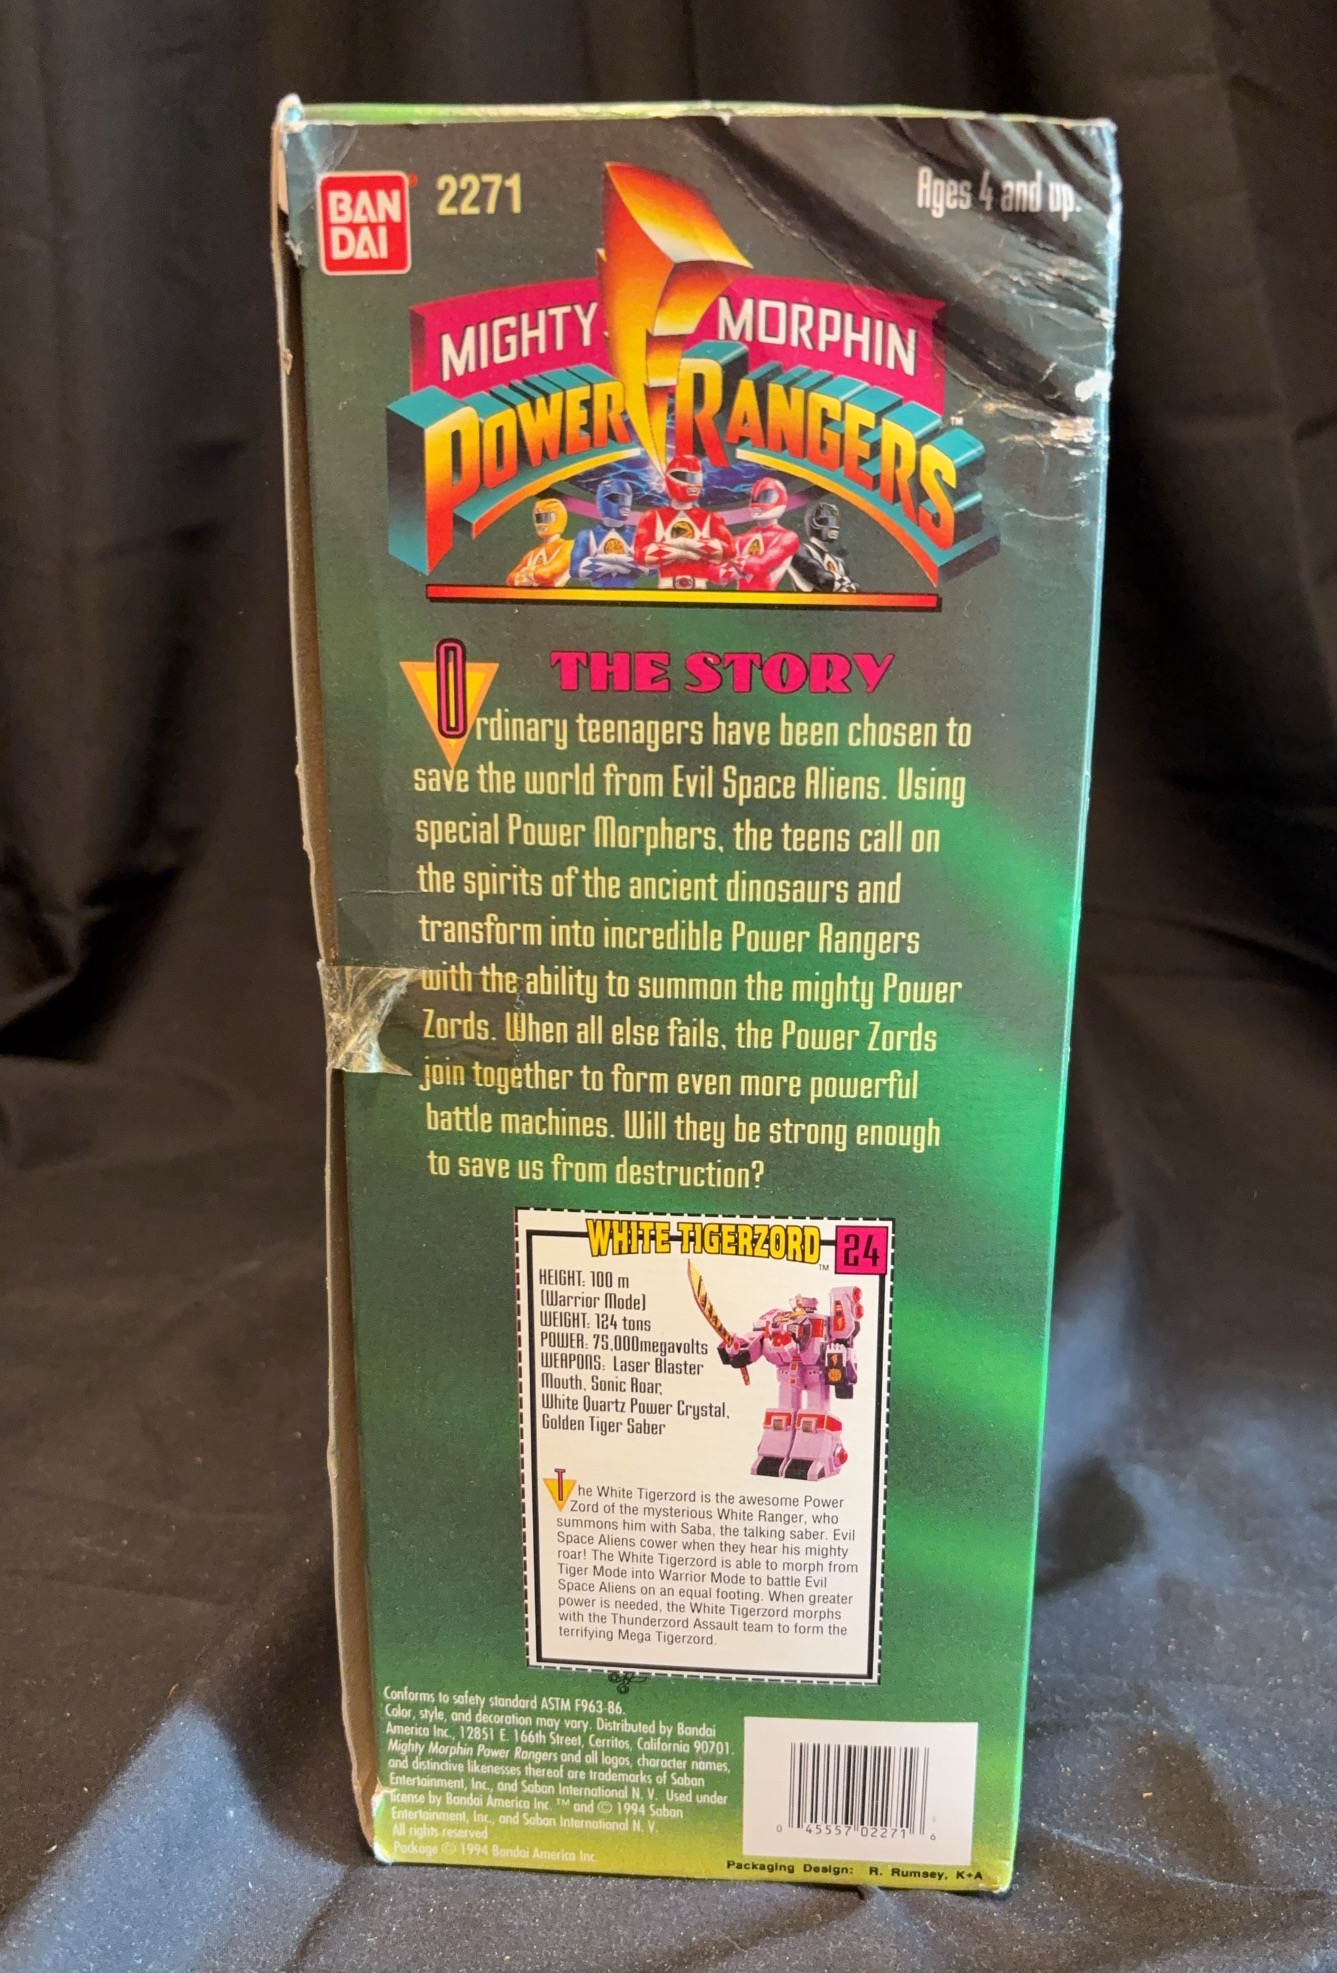 BAN
DAI
2271
Ages 4 and up.
MIGHTY MORPHIN
POWER RANGERS™
THE STORY
Ordinary teenagers have been chosen to
save the world from Evil Space Aliens. Using
special Power Morphers, the teens call on
the spirits of the ancient dinosaurs and
transform into incredible Power Rangers
with the ability to summon the mighty Power
Zords. When all else fails, the Power Zords
join together to form even more powerful
battle machines. Will they be strong enough
to save us from destruction?
WHITE TIGERZORD™ 24
HEIGHT: 100 m
(Warrior Mode)
WEIGHT: 124 tons
POWER: 75,000megavolts
WEAPONS: Laser Blaster
Mouth, Sonic Roar,
White Quartz Power Crystal,
Golden Tiger Saber
The White Tigerzord is the awesome Power
Zord of the mysterious White Ranger, who
summons him with Saba, the talking saber. Evil
Space Aliens cower when they hear his mighty
roar! The White Tigerzord is able to morph from
Tiger Mode into Warrior Mode to battle Evil
Space Aliens on an equal footing. When greater
power is needed, the White Tigerzord morphs
with the Thunderzord Assault team to form the
terrifying Mega Tigerzord.
Conforms to safety standard ASTM F963-86.
Color, style, and decoration may vary. Distributed by Bandai
America Inc., 12851 E. 166th Street, Cerritos, California 90701.
Mighty Morphin Power Rangers and all logos, character names,
and distinctive likenesses thereof are trademarks of Saban
Entertainment, Inc., and Saban International N. V. Used under
license by Bandai America Inc. ™ and © 1994 Saban
Entertainment, Inc., and Saban International N. V.
All rights reserved
Package © 1994 Bandai America Inc.
0 45557 02271 6
Packaging Design: R. Rumsey, K+A